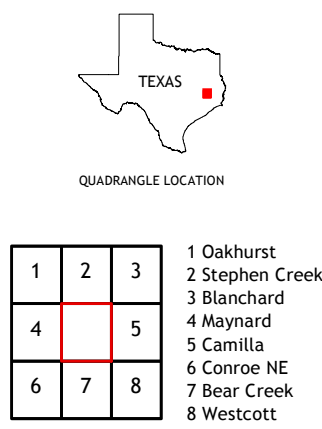 TEXAS
QUADRANGLE LOCATION
1 2 3
4 5
6 7 8
1 Oakhurst
2 Stephen Creek
3 Blanchard
4 Maynard
5 Camilla
6 Conroe NE
7 Bear Creek
8 Westcott